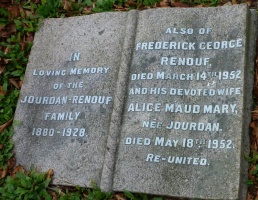 IN
LOVING MEMORY
OF THE
JOURDAN-RENOUF
FAMILY
1880-1928.
ALSO OF
FREDERICK GEORGE
RENOUF,
DIED MARCH 14TH 1952
AND HIS DEVOTED WIFE
ALICE MAUD MARY,
NEE JOURDAN.
DIED MAY 18TH 1952.
RE-UNITED.